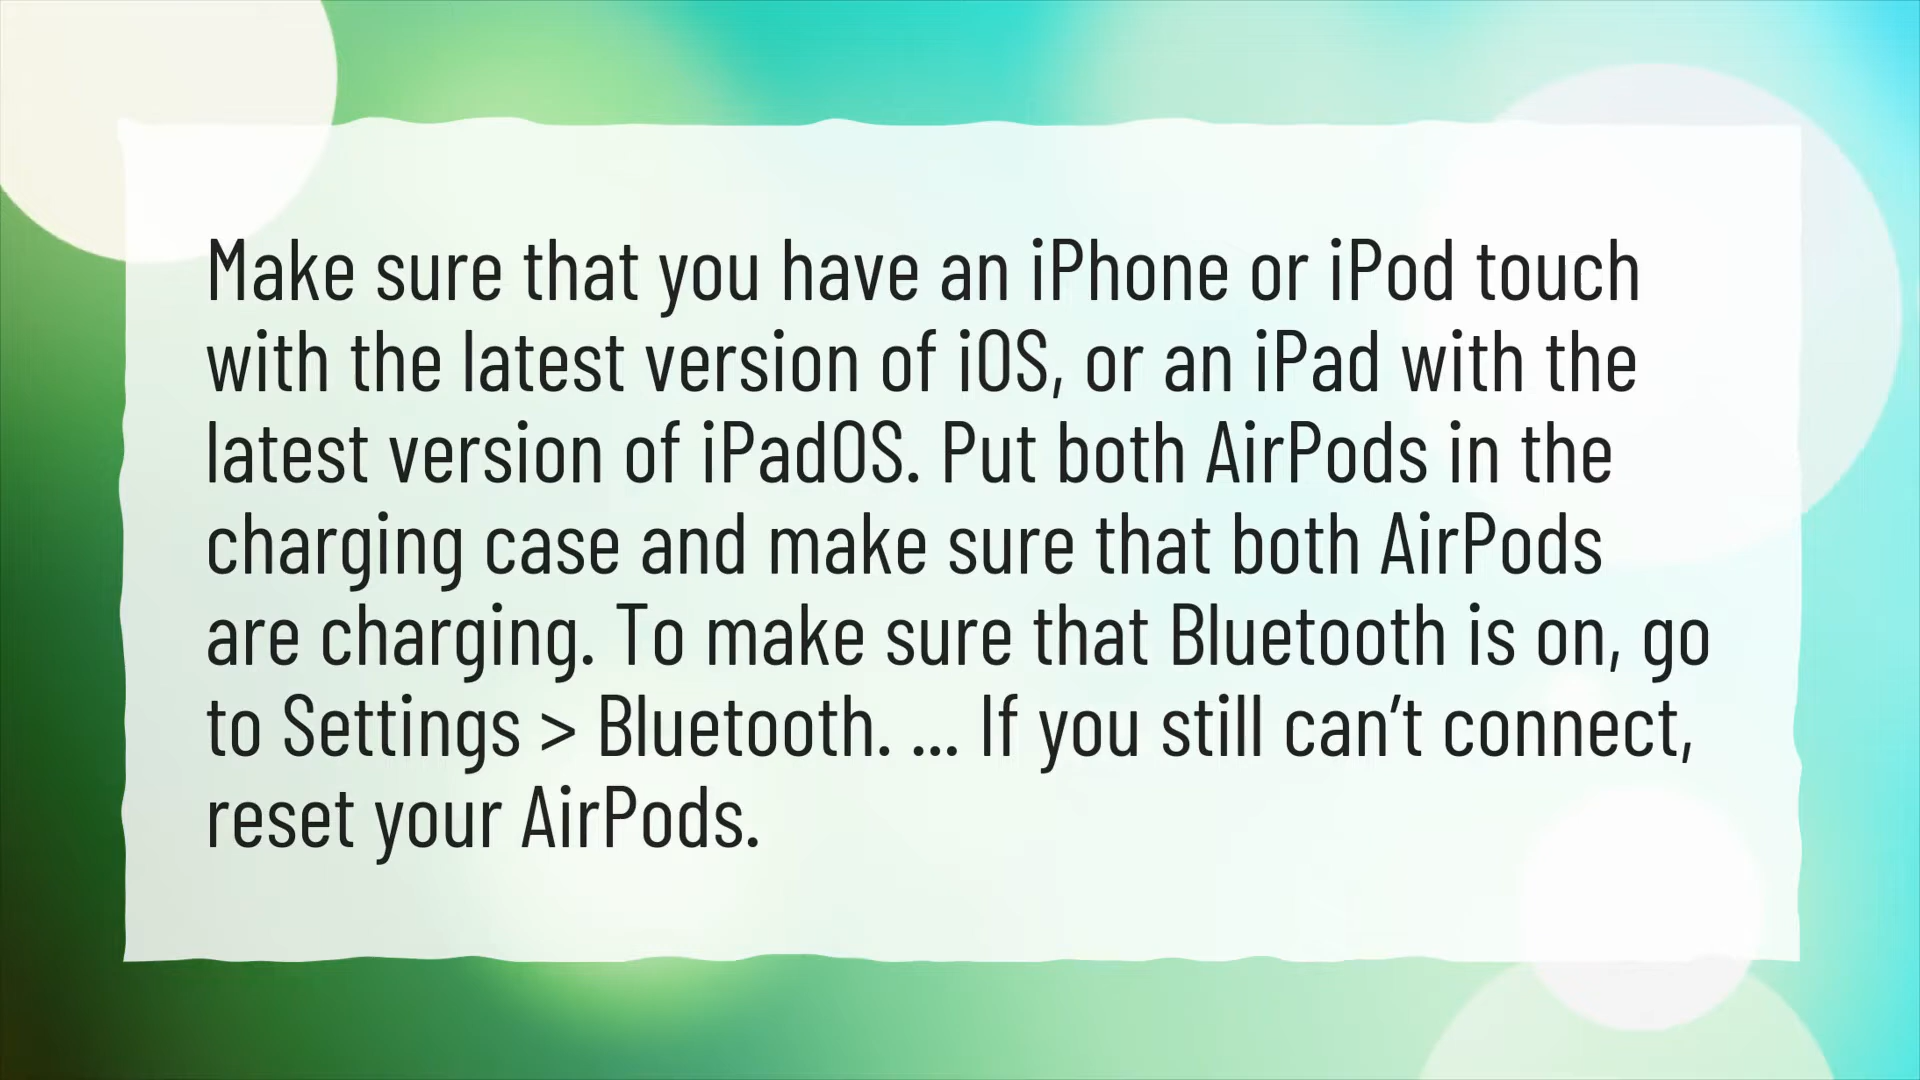 Make sure that you have an iPhone or iPod touch
with the latest version of iOS, or an iPad with the
latest version of iPadOS. Put both AirPods in the
charging case and make sure that both AirPods
are charging. To make sure that Bluetooth is on, go
to Settings > Bluetooth. ... If you still can’t connect,
reset your AirPods.